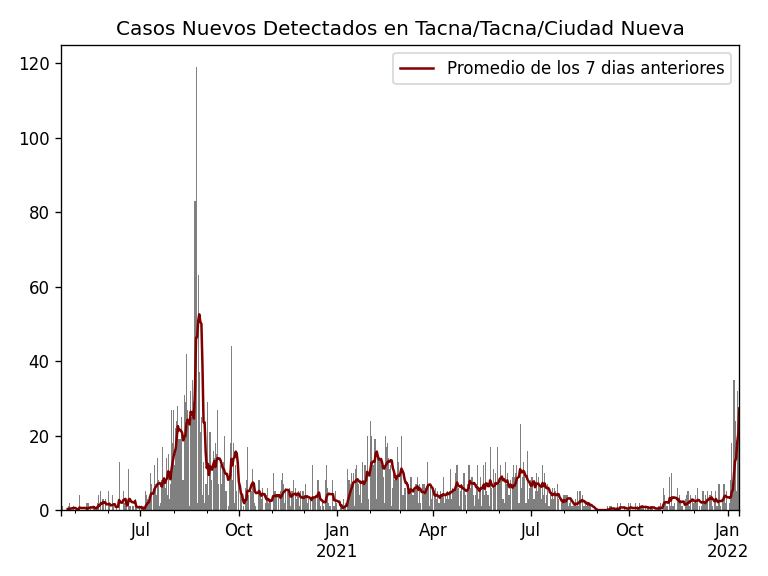 Casos Nuevos Detectados en Tacna/Tacna/Ciudad Nueva
Promedio de los 7 dias anteriores
120
100
80
60
40
20
0
Jul Oct Jan Apr Jul Oct Jan
2021 2022